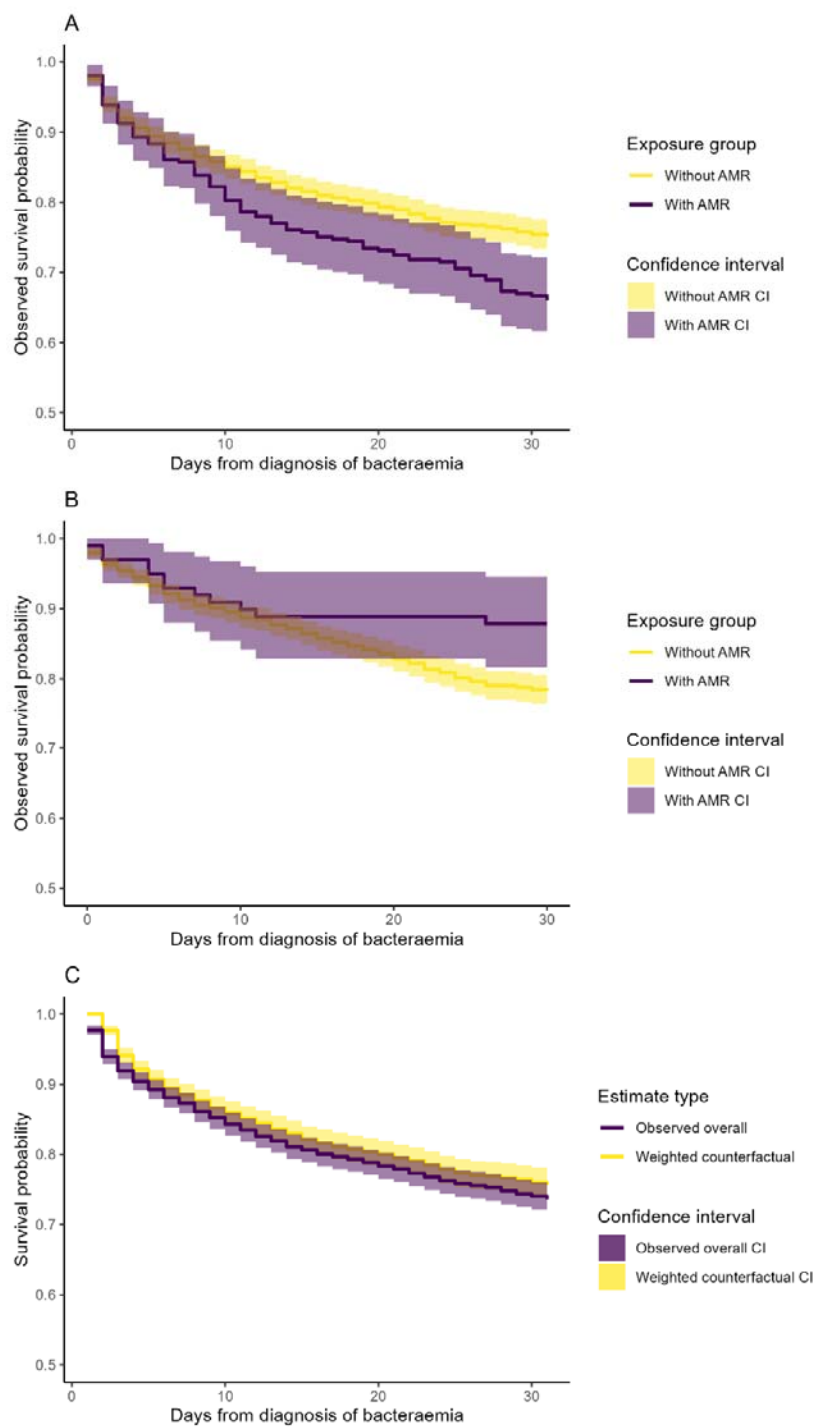 A
1.0
0.9
0.8
0.7
0.6
0.5
Observed survival probability
0 10 20 30
Days from diagnosis of bacteraemia
Exposure group
Without AMR
With AMR
Confidence interval
Without AMR CI
With AMR CI
B
1.0
0.9
0.8
0.7
0.6
0.5
Observed survival probability
0 10 20 30
Days from diagnosis of bacteraemia
Exposure group
Without AMR
With AMR
Confidence interval
Without AMR CI
With AMR CI
C
1.0
0.9
0.8
0.7
0.6
0.5
Survival probability
0 10 20 30
Days from diagnosis of bacteraemia
Estimate type
Observed overall
Weighted counterfactual
Confidence interval
Observed overall CI
Weighted counterfactual CI